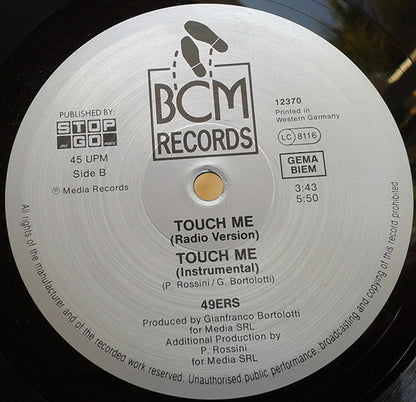 BCM
RECORDS
PUBLISHED BY:
STOP
AND
GO
45 UPM
Side B
℗ Media Records
12370
Printed in
Western Germany
LC 8116
GEMA
BIEM
3:43
5:50
TOUCH ME
(Radio Version)
TOUCH ME
(Instrumental)
(P. Rossini/G. Bortolotti)
49ERS
Produced by Gianfranco Bortolotti
for Media SRL
Additional Production by
P. Rossini
for Media SRL
All rights of the manufacturer and of the recorded work reserved. Unauthorised public performance, broadcasting and copying of this record prohibited